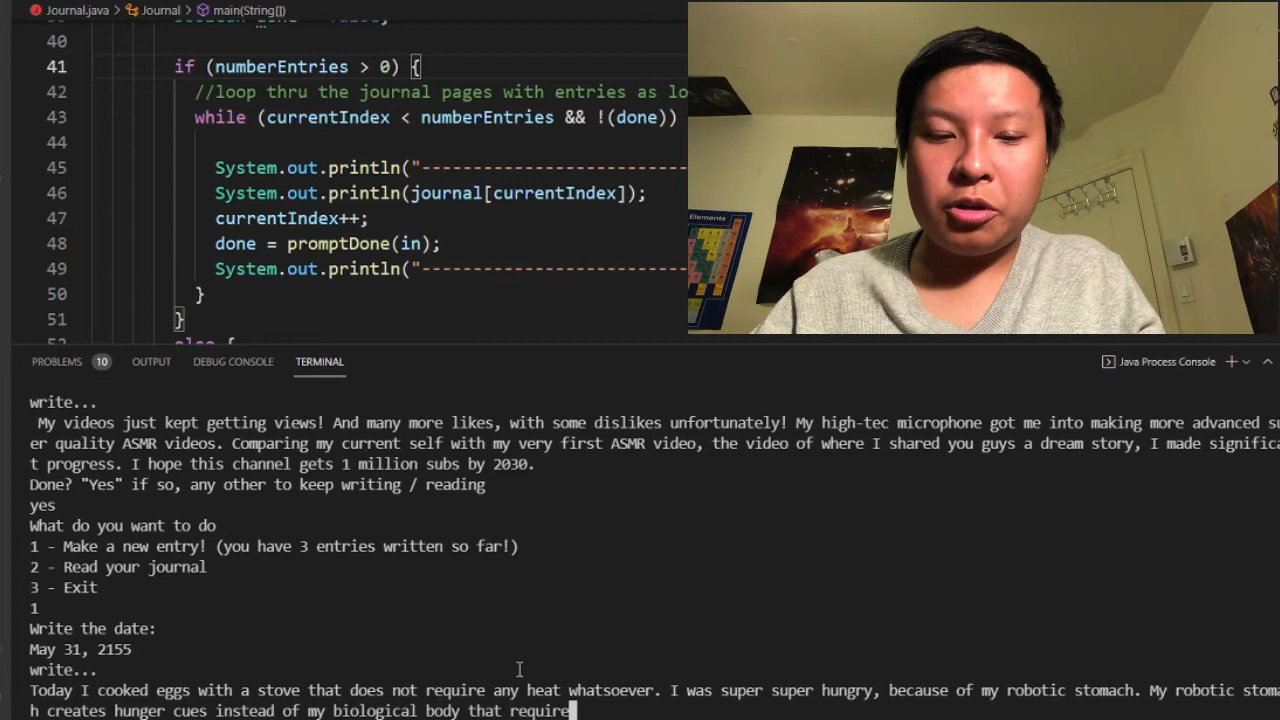 Journal.java > Journal > main(String[])
40
41 if (numberEntries > 0) {
42 //loop thru the journal pages with entries as lo
43 while (currentIndex < numberEntries && !(done))
44
45 System.out.println("--------------------------------
46 System.out.println(journal[currentIndex]);
47 currentIndex++;
48 done = promptDone(in);
49 System.out.println("--------------------------------
50 }
51 }
else {
Elements
PROBLEMS 10 OUTPUT DEBUG CONSOLE TERMINAL
Java Process Console
write...
My videos just kept getting views! And many more likes, with some dislikes unfortunately! My high-tec microphone got me into making more advanced su
er quality ASMR videos. Comparing my current self with my very first ASMR video, the video of where I shared you guys a dream story, I made significa
t progress. I hope this channel gets 1 million subs by 2030.
Done? "Yes" if so, any other to keep writing / reading
yes
What do you want to do
1 - Make a new entry! (you have 3 entries written so far!)
2 - Read your journal
3 - Exit
1
Write the date:
May 31, 2155
write...
Today I cooked eggs with a stove that does not require any heat whatsoever. I was super super hungry, because of my robotic stomach. My robotic stoma
h creates hunger cues instead of my biological body that require